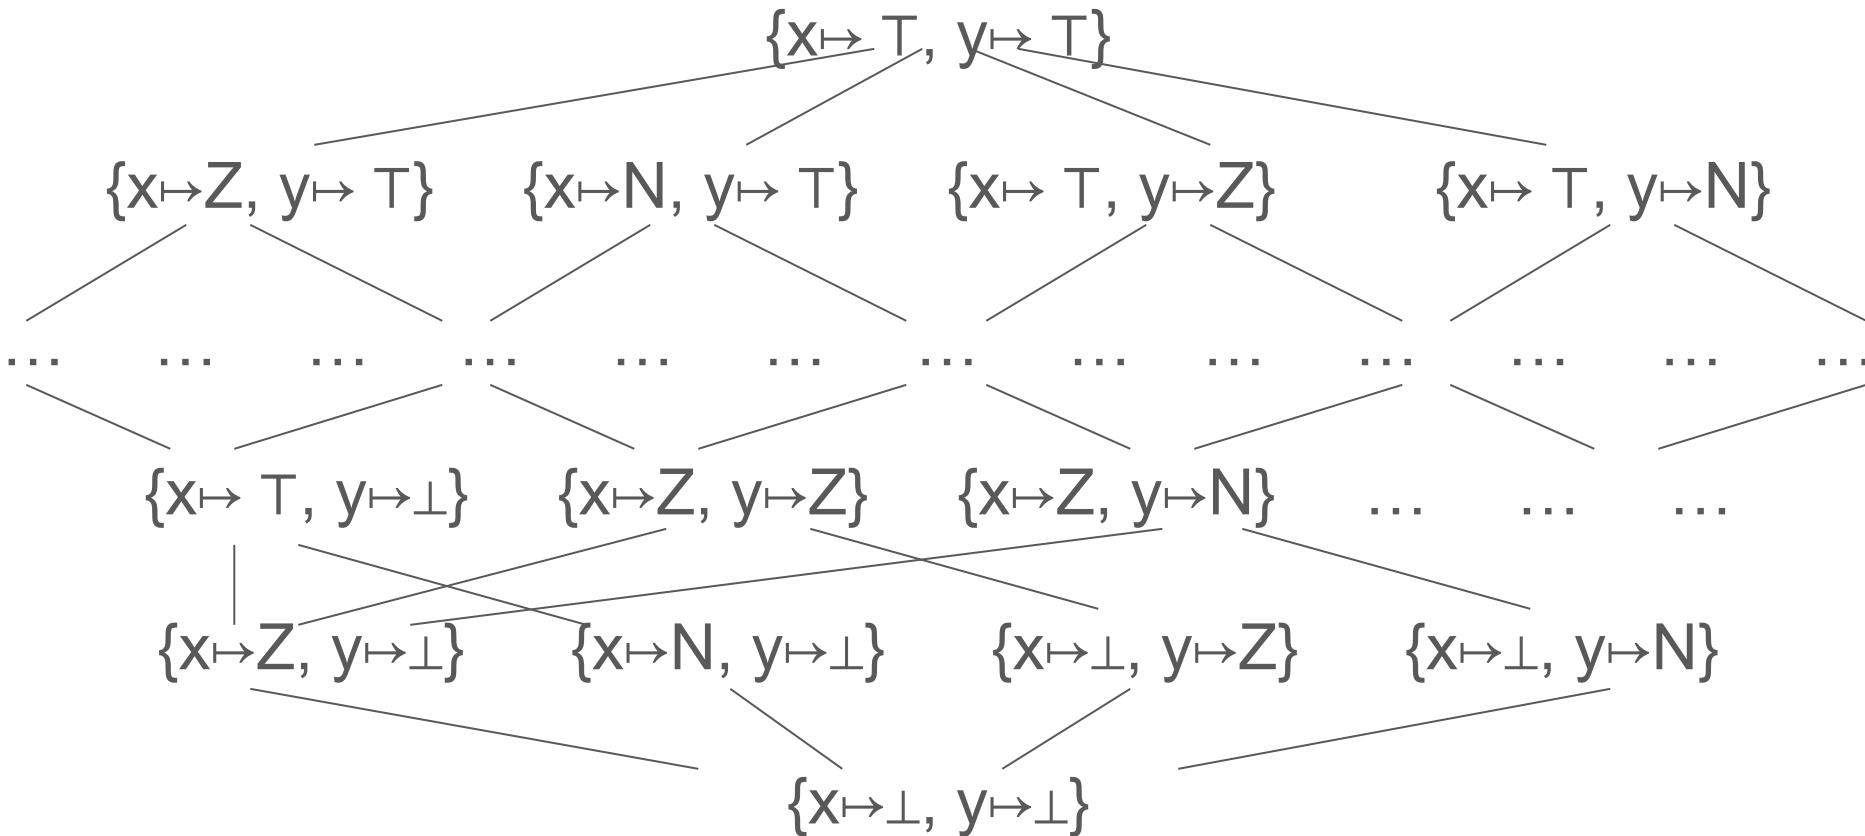 {x↦ ⊤, y↦ ⊤}
{x↦Z, y↦ ⊤} {x↦N, y↦ ⊤} {x↦ ⊤, y↦Z} {x↦ ⊤, y↦N}
… … … … … … … … … … … … …
{x↦ ⊤, y↦⊥} {x↦Z, y↦Z} {x↦Z, y↦N} … … …
{x↦Z, y↦⊥} {x↦N, y↦⊥} {x↦⊥, y↦Z} {x↦⊥, y↦N}
{x↦⊥, y↦⊥}